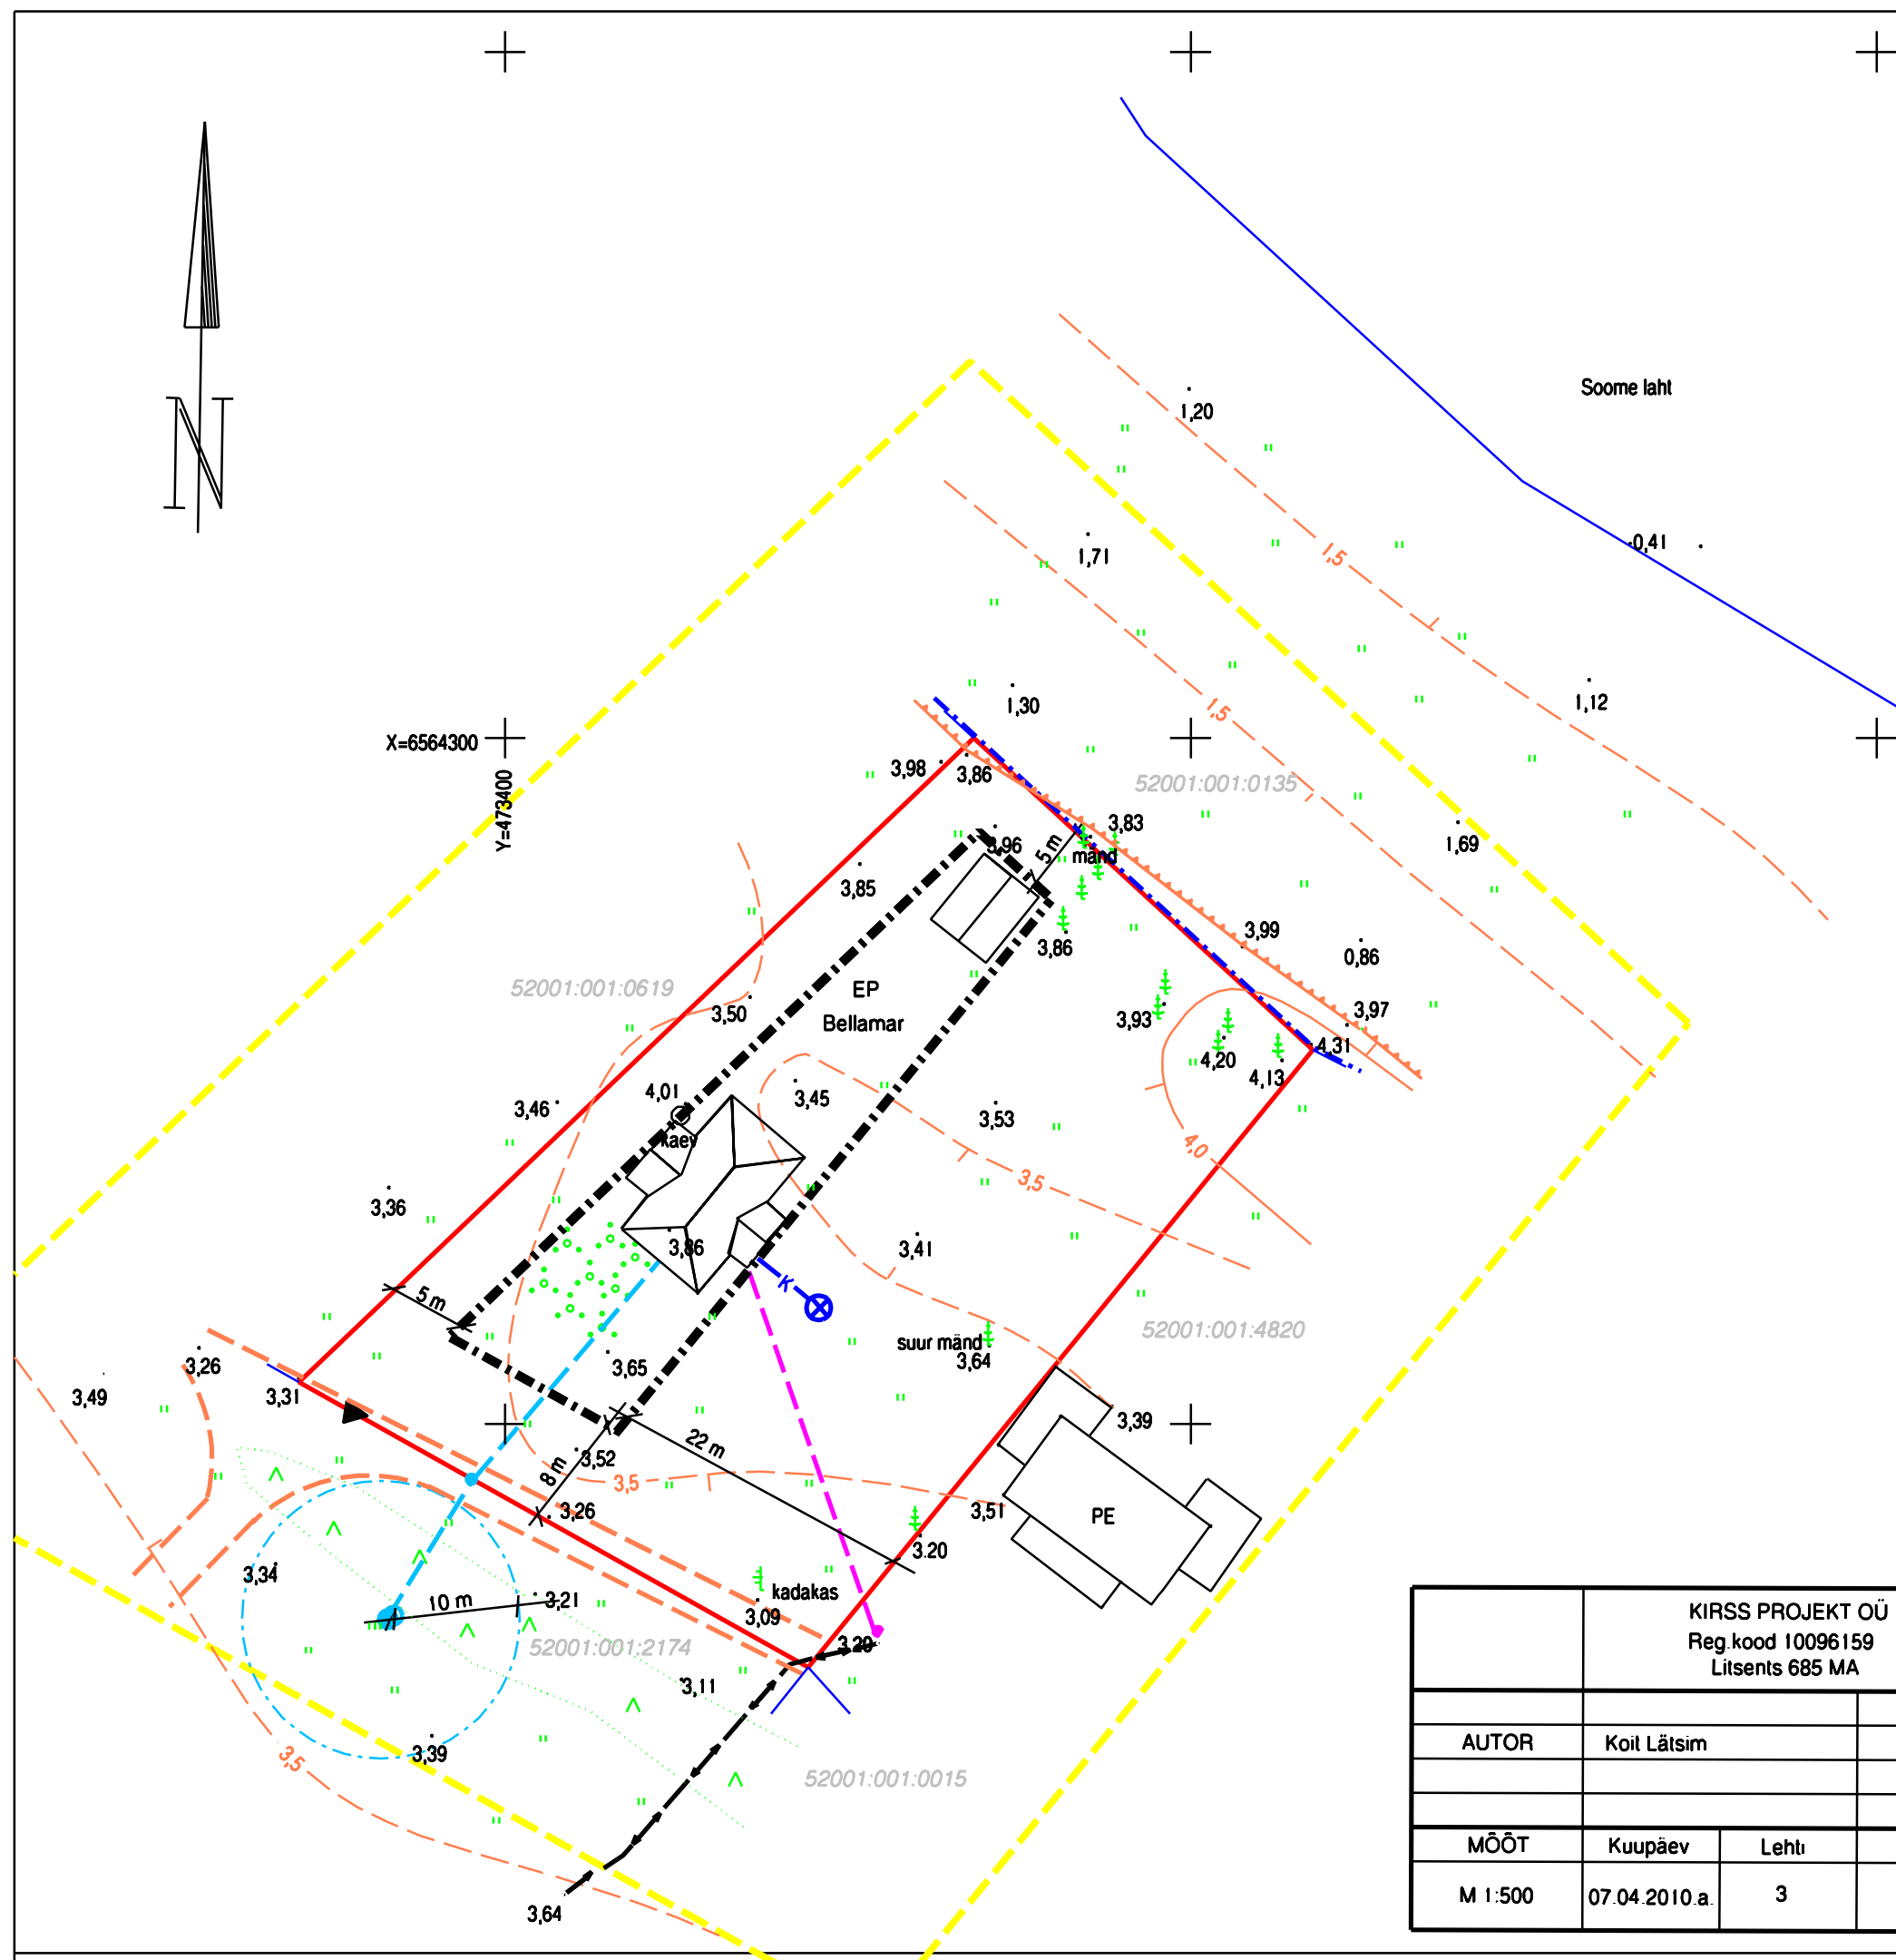 N
Soome laht
1,20
1,71
1,5
-0,41
1,30
1,12
1,5
X=6564300
Y=473400
3,98
3,86
52001:001:0135
3,83
3,96
5 m
mänd
1,69
3,85
3,99
3,86
0,86
52001:001:0619
EP
Bellamar
3,50
3,93
3,97
4,20
4,31
4,13
4,01
3,46
3,45
3,53
kaev
4,0
3,5
3,36
3,86
3,41
K
5 m
suur mänd
3,64
52001:001:4820
3,26
3,65
3,49
3,31
22 m
3,39
3,52
8 m
3,5
3,26
3,51
PE
3.20
3,34
10 m
3,21
kadakas
3,09
52001:001:2174
3.20
3,11
3,39
3,5
52001:001:0015
3,64
KIRSS PROJEKT OÜ
Reg.kood 10096159
Litsents 685 MA
AUTOR Koit Lätsim
MÕÕT Kuupäev Lehti
M 1:500 07.04.2010.a. 3